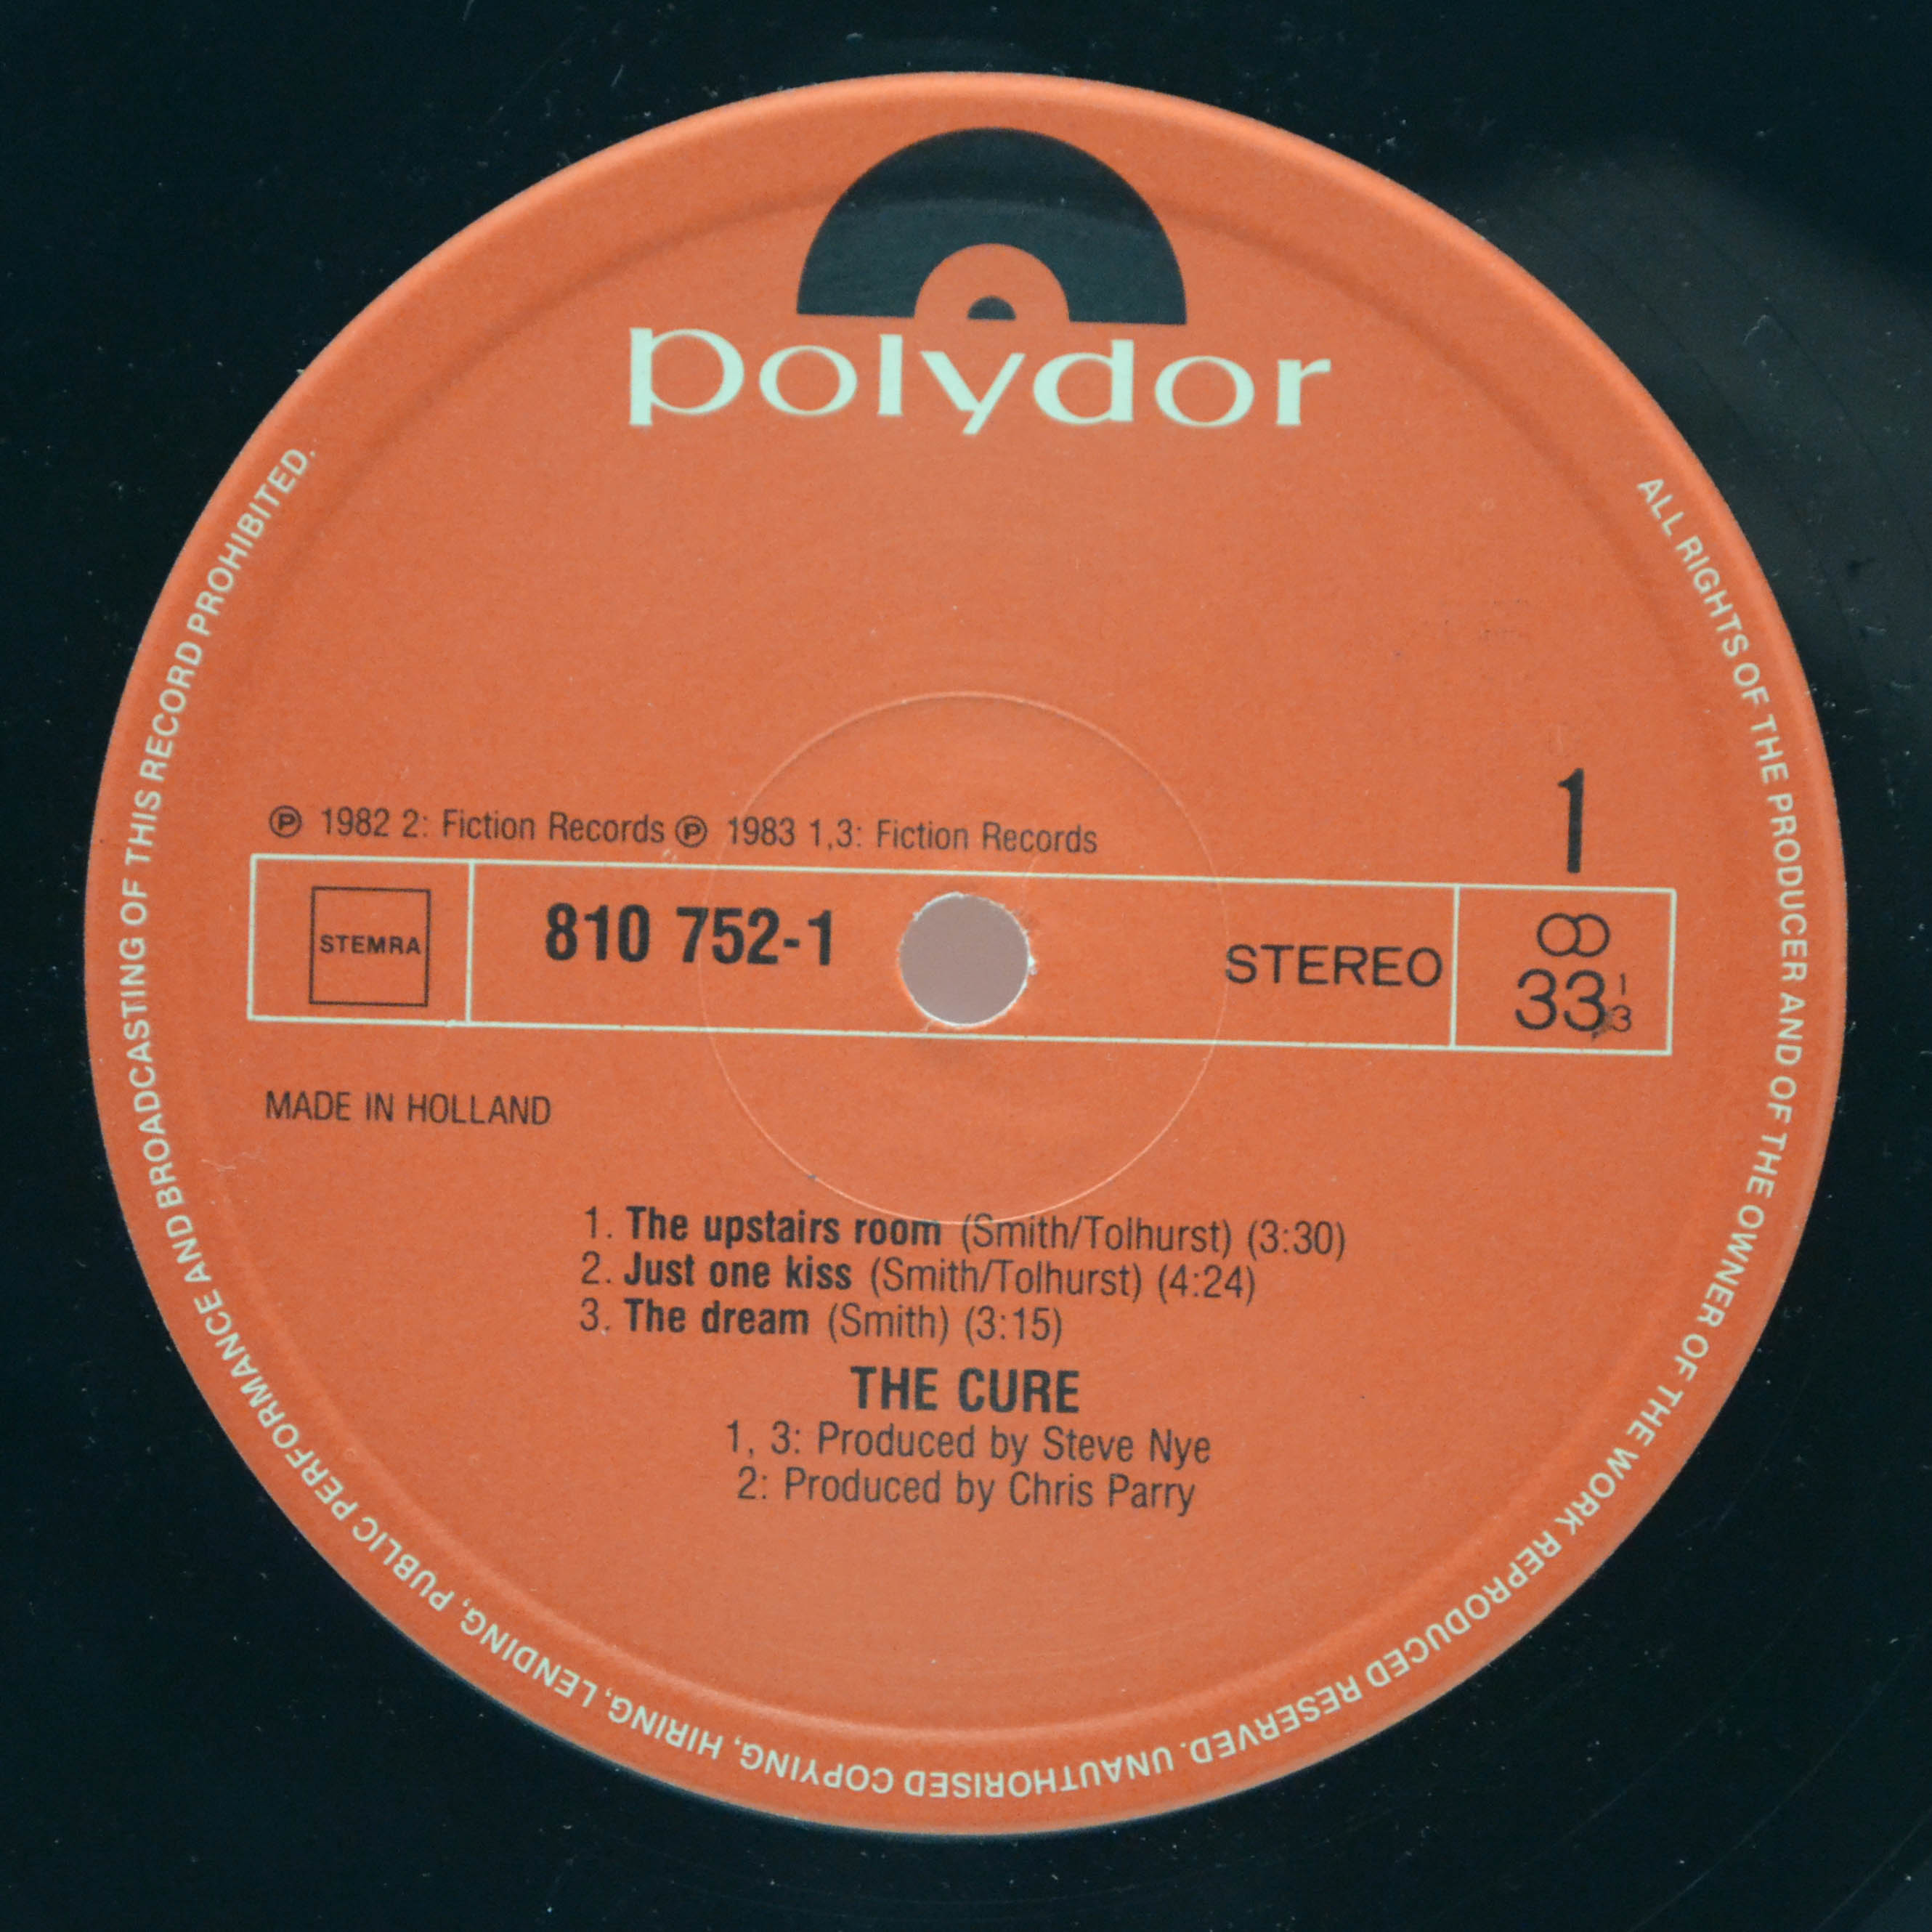 polydor
℗ 1982 2: Fiction Records ℗ 1983 1,3: Fiction Records
1
STEMRA
810 752-1
STEREO
33 1/3
MADE IN HOLLAND
1. The upstairs room (Smith/Tolhurst) (3:30)
2. Just one kiss (Smith/Tolhurst) (4:24)
3. The dream (Smith) (3:15)
THE CURE
1, 3: Produced by Steve Nye
2: Produced by Chris Parry
ALL RIGHTS OF THE PRODUCER AND OF THE OWNER OF THE WORK REPRODUCED RESERVED. UNAUTHORISED COPYING, HIRING, LENDING, PUBLIC PERFORMANCE AND BROADCASTING OF THIS RECORD PROHIBITED.